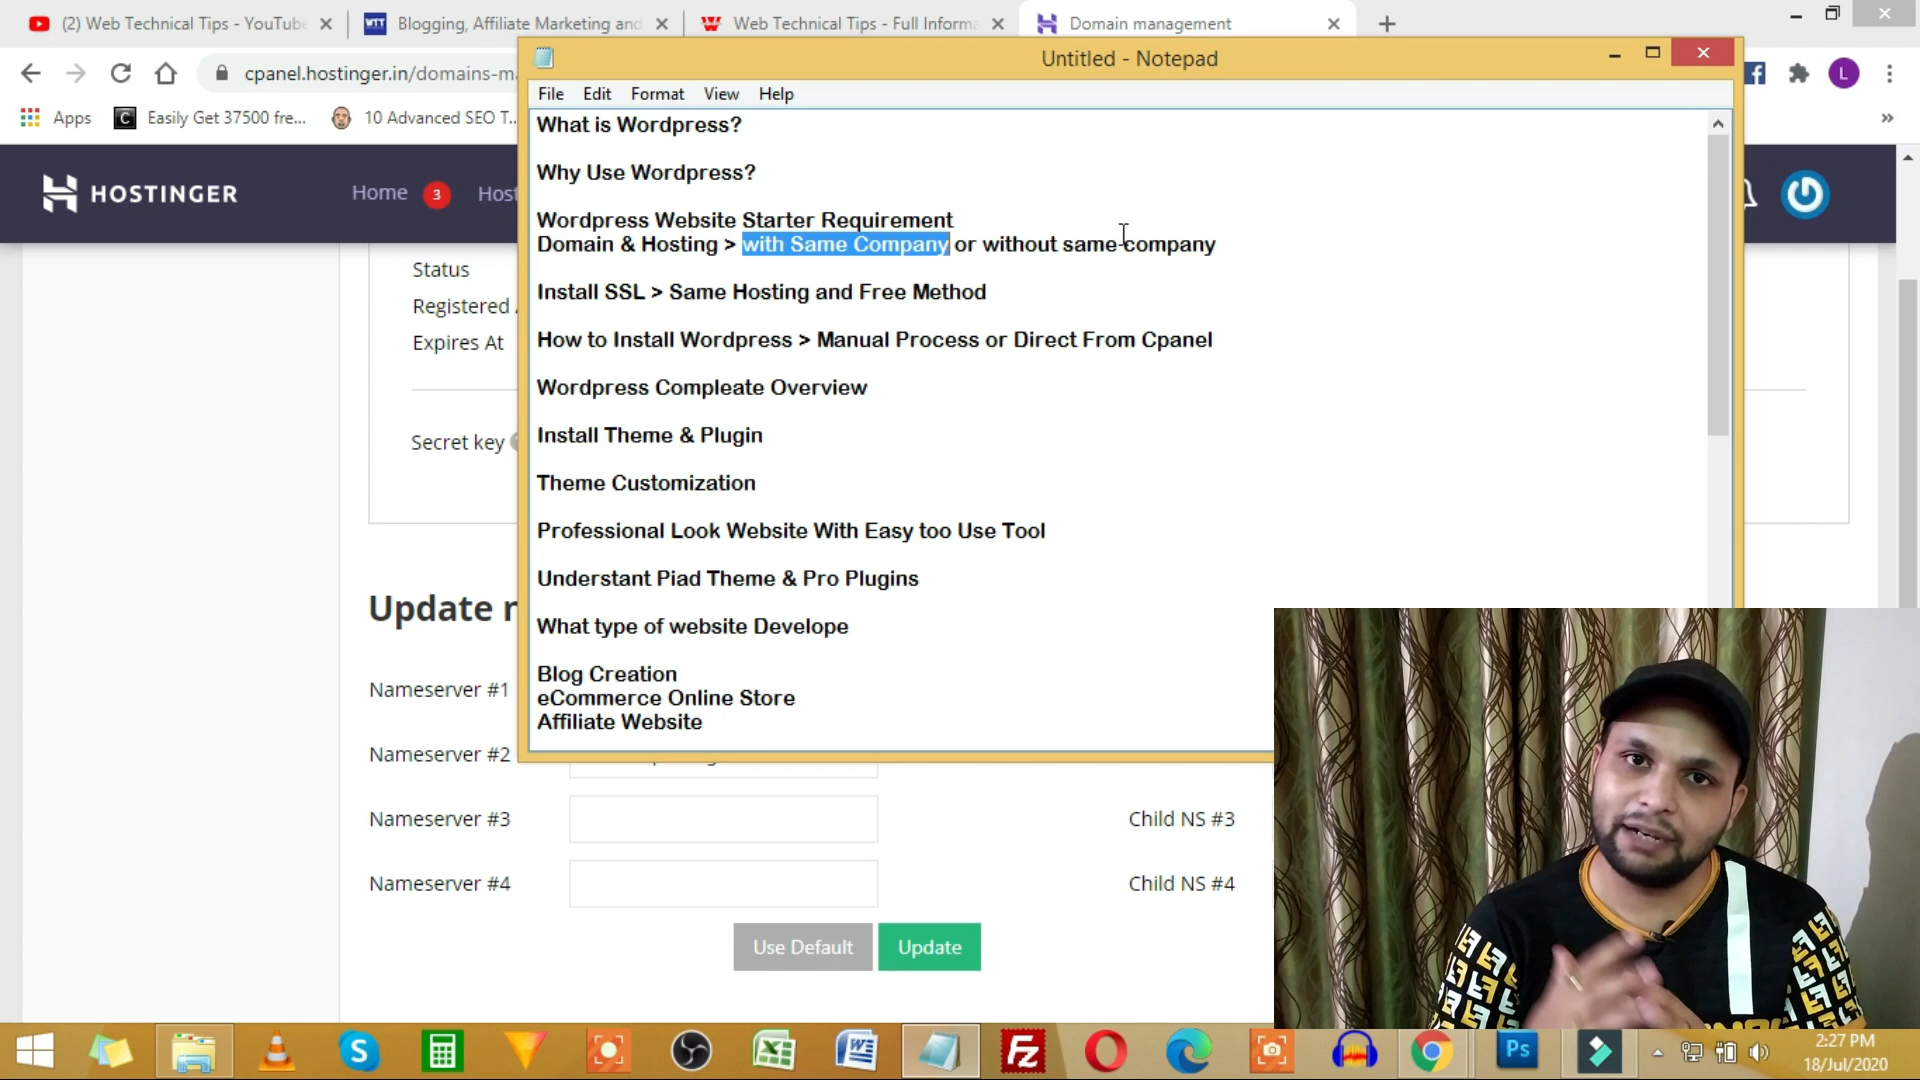 (2) Web Technical Tips - YouTube
WTT
Blogging, Affiliate Marketing and
Web Technical Tips - Full Informa
Domain management
cpanel.hostinger.in/domains-ma
L
Apps
C
Easily Get 37500 fre...
10 Advanced SEO T...
»
Untitled - Notepad
File Edit Format View Help
HOSTINGER
Home 3 Host
What is Wordpress?
Why Use Wordpress?
Wordpress Website Starter Requirement
Domain & Hosting > with Same Company or without same company
Install SSL > Same Hosting and Free Method
How to Install Wordpress > Manual Process or Direct From Cpanel
Wordpress Compleate Overview
Install Theme & Plugin
Theme Customization
Professional Look Website With Easy too Use Tool
Understant Piad Theme & Pro Plugins
What type of website Develope
Blog Creation
eCommerce Online Store
Affiliate Website
Status
Registered
Expires At
Secret key
Update
Nameserver #1
Nameserver #2
Nameserver #3
Child NS #3
Nameserver #4
Child NS #4
Use Default
Update
S
X
W
Fz
Ps
2:27 PM
18/Jul/2020